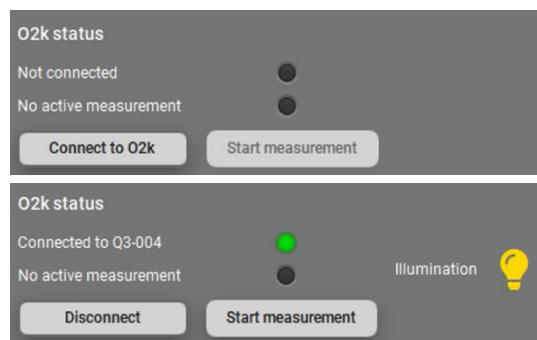 O2k status
Not connected
No active measurement
Connect to O2k Start measurement
O2k status
Connected to Q3-004
No active measurement
Illumination
Disconnect Start measurement